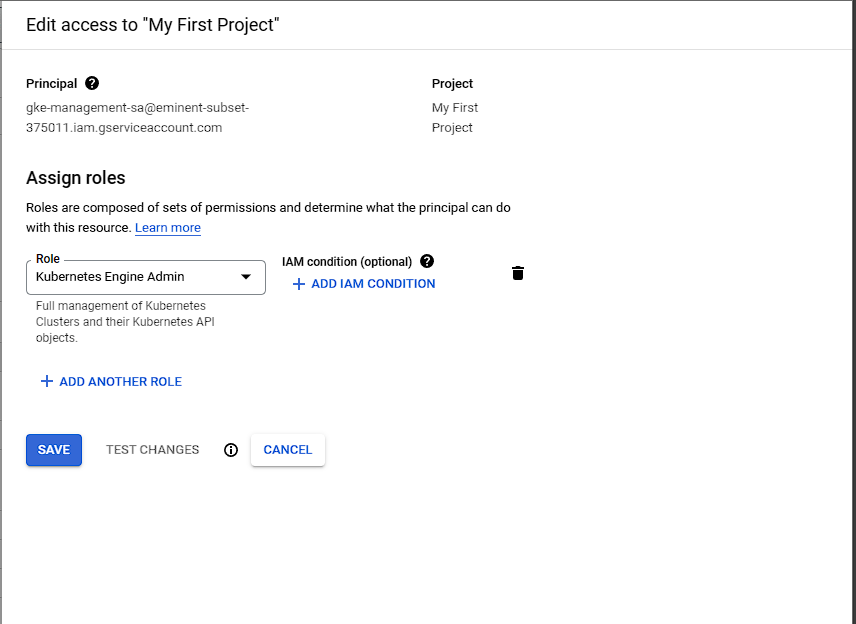 Edit access to "My First Project"
Principal
Project
gke-management-sa@eminent-subset-
375011.iam.gserviceaccount.com
My First
Project
Assign roles
Roles are composed of sets of permissions and determine what the principal can do
with this resource. Learn more
Role
Kubernetes Engine Admin
IAM condition (optional)
ADD IAM CONDITION
Full management of Kubernetes
Clusters and their Kubernetes API
objects.
ADD ANOTHER ROLE
SAVE
TEST CHANGES
CANCEL